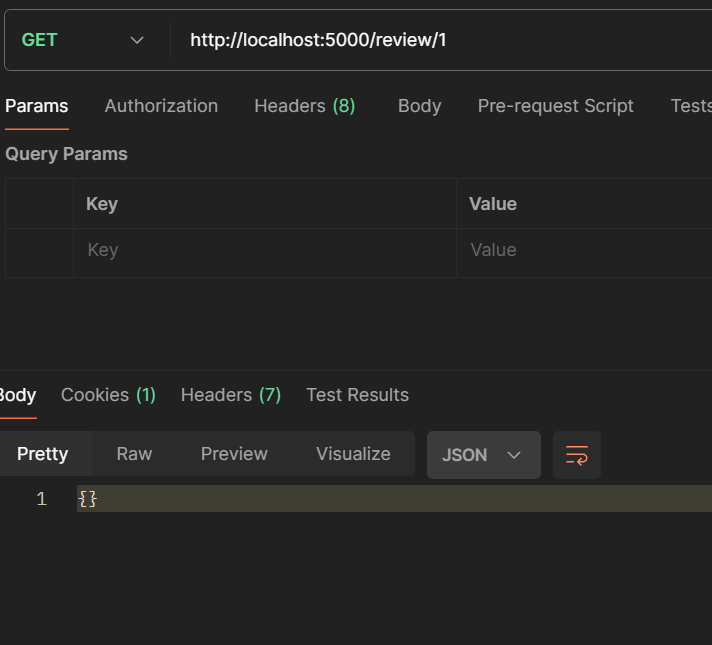 GET http://localhost:5000/review/1
Params Authorization Headers (8) Body Pre-request Script Tests
Query Params
Key Value
Key Value
Body Cookies (1) Headers (7) Test Results
Pretty Raw Preview Visualize JSON
1 {}